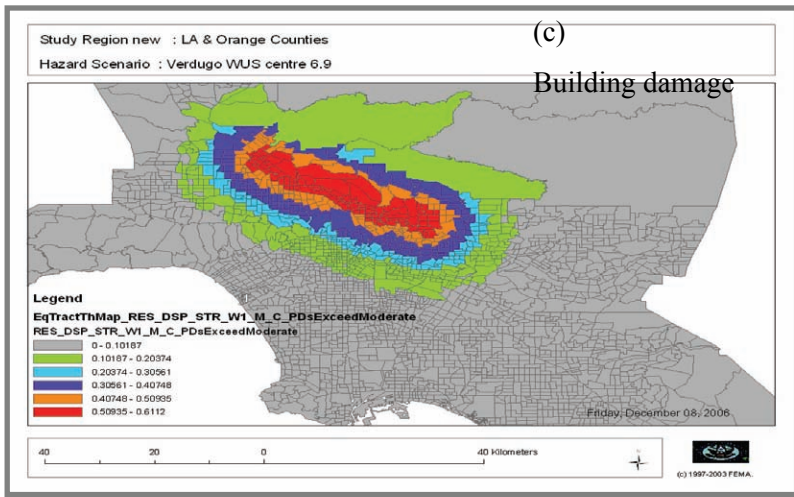 Study Region new : LA & Orange Counties
Hazard Scenario : Verdugo WUS centre 6.9
(c)
Building damage
Legend
EqTractThMap_RES_DSP_STR_W1_M_C_PDsExceedModerate
RES_DSP_STR_W1_M_C_PDsExceedModerate
0 - 0.10187
0.10187 - 0.20374
0.20374 - 0.30561
0.30561 - 0.40748
0.40748 - 0.50935
0.50935 - 0.6112
Friday, December 08, 2006
40 20 0 40 Kilometers
(c) 1997-2003 FEMA.